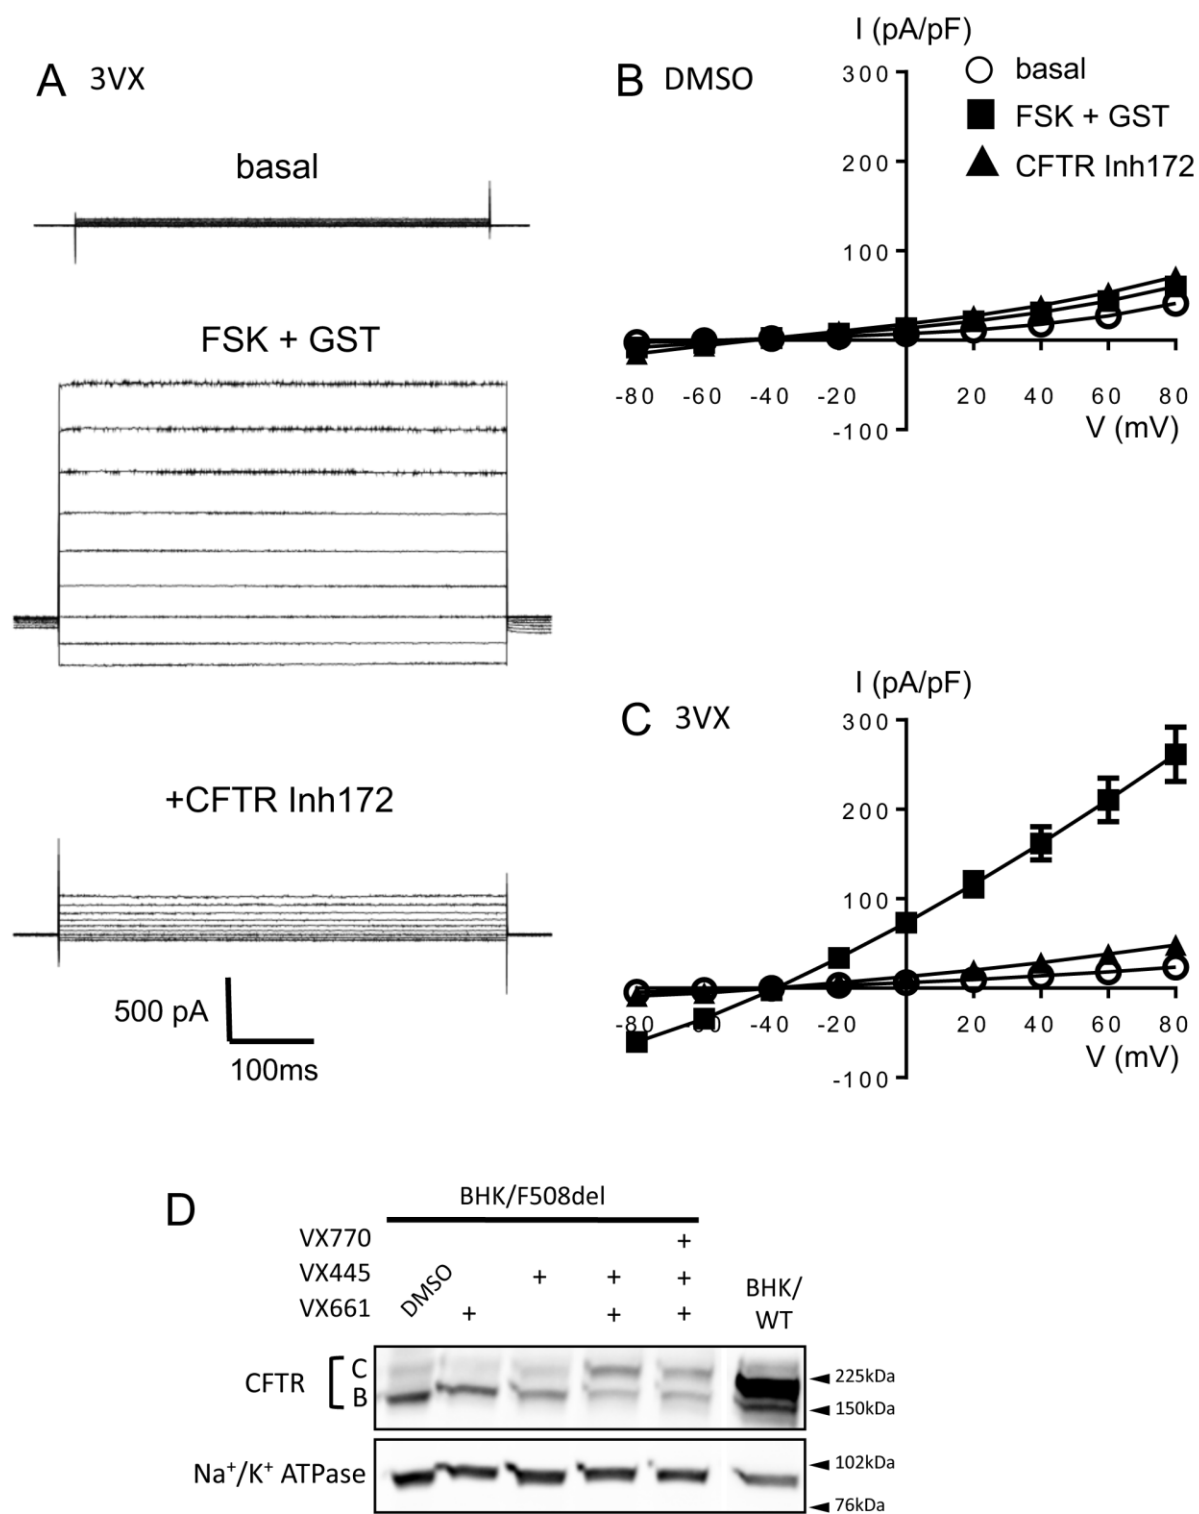 A 3VX
basal
FSK + GST
+CFTR Inh172
500 pA
100ms
B DMSO
I (pA/pF)
basal
FSK + GST
CFTR Inh172
300
200
100
-80 -60 -40 -20 20 40 60 80
-100
V (mV)
C 3VX
I (pA/pF)
300
200
100
-80 -60 -40 -20 20 40 60 80
-100
V (mV)
D
BHK/F508del
VX770 +
VX445 + + +
VX661 DMSO + + +
BHK/
WT
CFTR
C
B
225kDa
150kDa
Na⁺/K⁺ ATPase
102kDa
76kDa